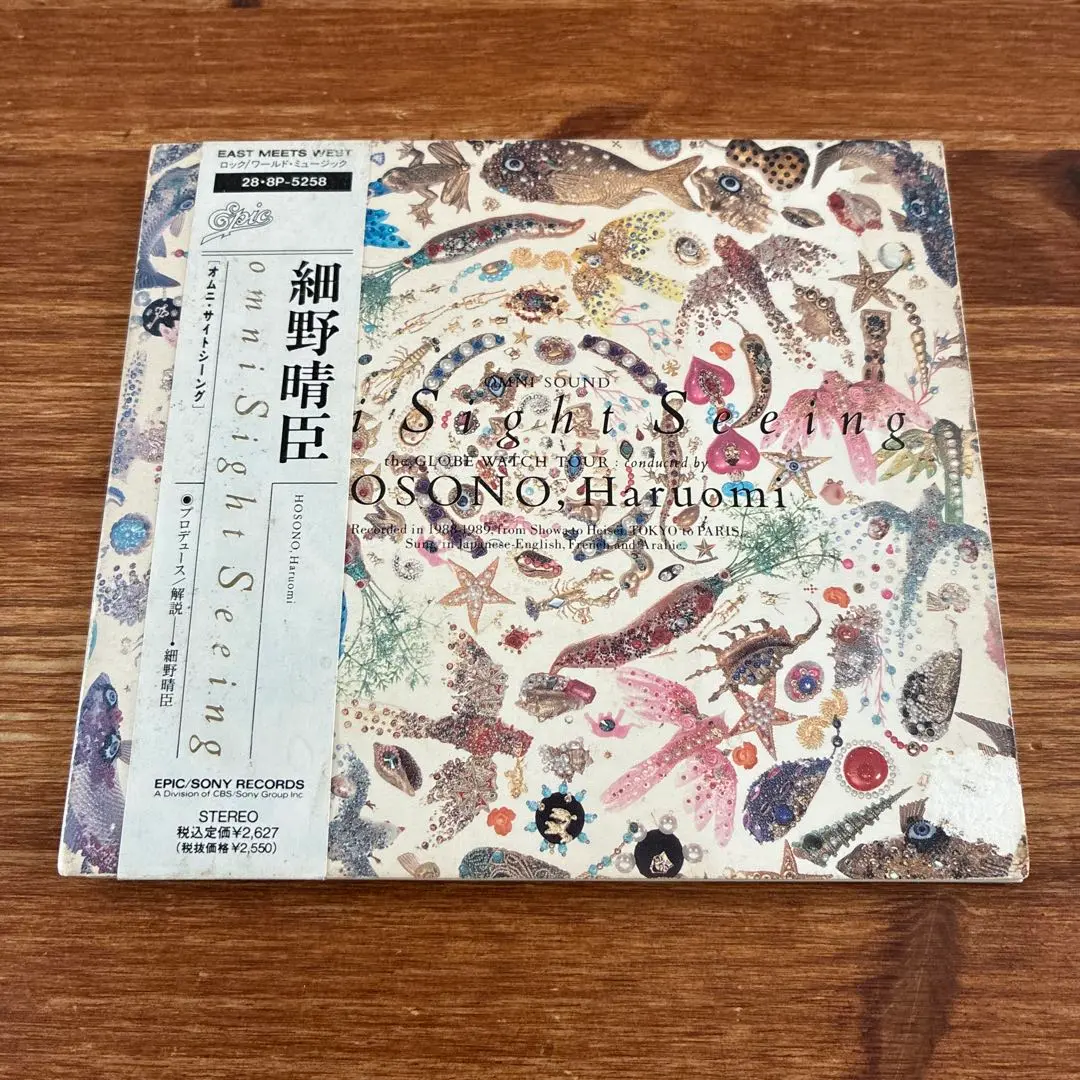 EAST MEETS WEST
ロック/ワールド・ミュージック
28・8P-5258
Epic
細野晴臣
[オムニ・サイトシーング]
omni Sight Seeing
HOSONO, Haruomi
●プロデュース/解説——・細野晴臣
EPIC/SONY RECORDS
A Division of CBS/Sony Group Inc.
STEREO
税込定価¥2,627
(税抜価格¥2,550)
OMNI SOUND
i Sight Seeing
the GLOBE WATCH TOUR : conducted by
OSONO, Haruomi
Recorded in 1988-1989, from Showa to Heisei, TOKYO to PARIS,
Sung in Japanese-English, French and Arabic.